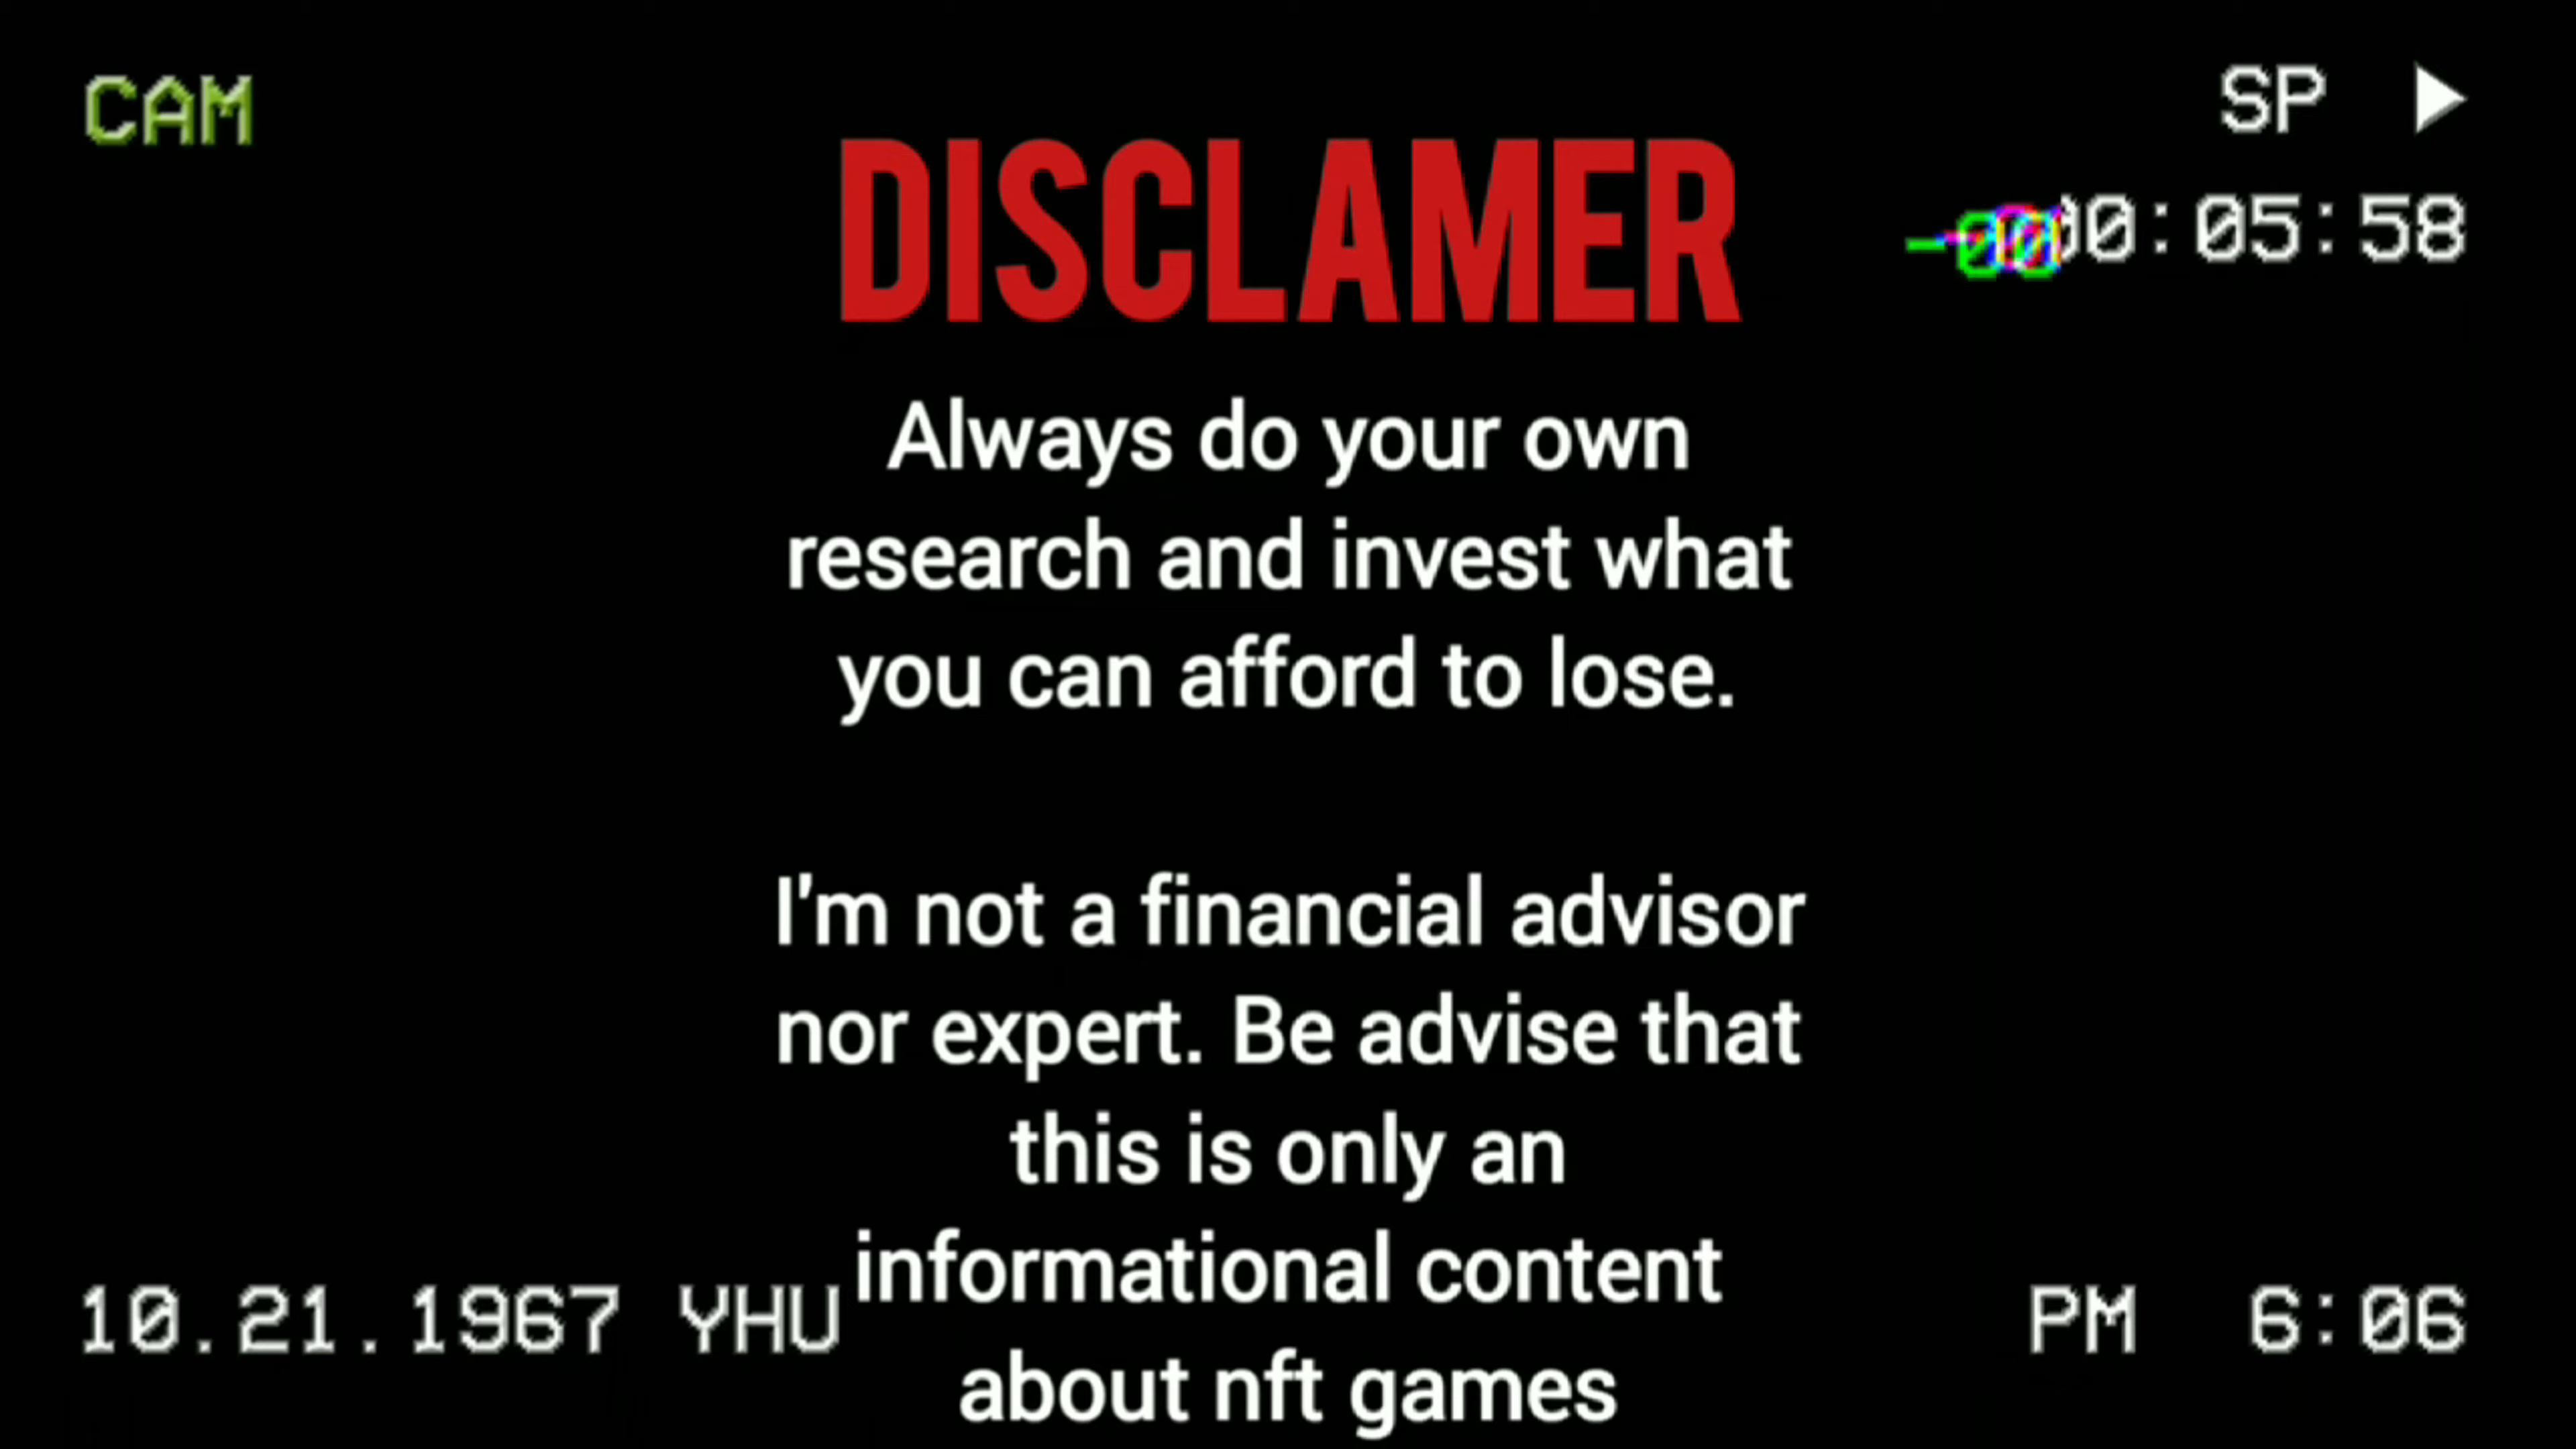 CAM
SP
DISCLAMER
00:05:58
Always do your own
research and invest what
you can afford to lose.
I'm not a financial advisor
nor expert. Be advise that
this is only an
informational content
10.21.1967 YHU
PM 6:06
about nft games